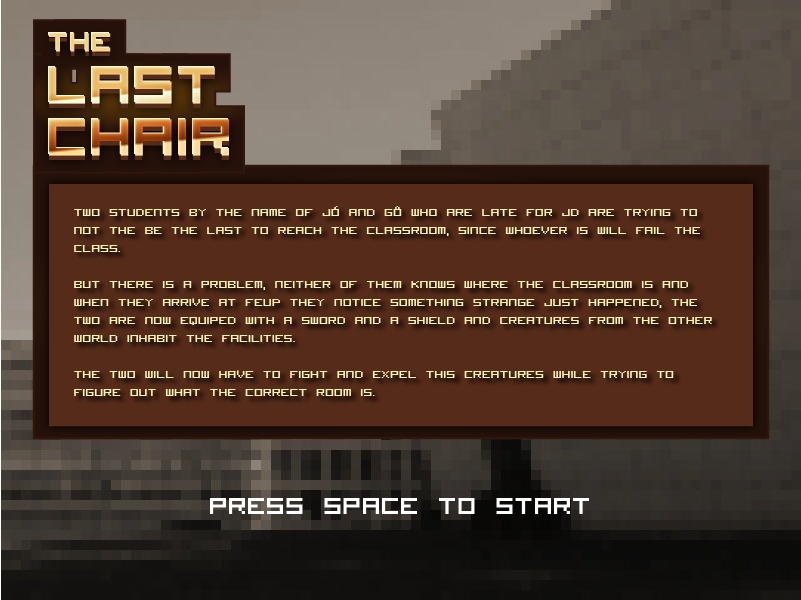 THE
LAST
CHAIR
TWO STUDENTS BY THE NAME OF JÓ AND GÔ WHO ARE LATE FOR JD ARE TRYING TO
NOT THE BE THE LAST TO REACH THE CLASSROOM, SINCE WHOEVER IS WILL FAIL THE
CLASS.
BUT THERE IS A PROBLEM, NEITHER OF THEM KNOWS WHERE THE CLASSROOM IS AND
WHEN THEY ARRIVE AT FEUP THEY NOTICE SOMETHING STRANGE JUST HAPPENED, THE
TWO ARE NOW EQUIPED WITH A SWORD AND A SHIELD AND CREATURES FROM THE OTHER
WORLD INHABIT THE FACILITIES.
THE TWO WILL NOW HAVE TO FIGHT AND EXPEL THIS CREATURES WHILE TRYING TO
FIGURE OUT WHAT THE CORRECT ROOM IS.
PRESS SPACE TO START